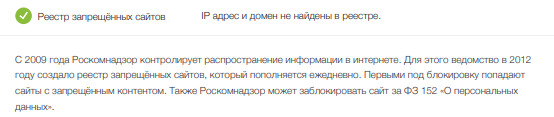 Реестр запрещённых сайтов IP адрес и домен не найдены в реестре.
С 2009 года Роскомнадзор контролирует распространение информации в интернете. Для этого ведомство в 2012
году создало реестр запрещённых сайтов, который пополняется ежедневно. Первыми под блокировку попадают
сайты с запрещённым контентом. Также Роскомнадзор может заблокировать сайт за ФЗ 152 «О персональных
данных».